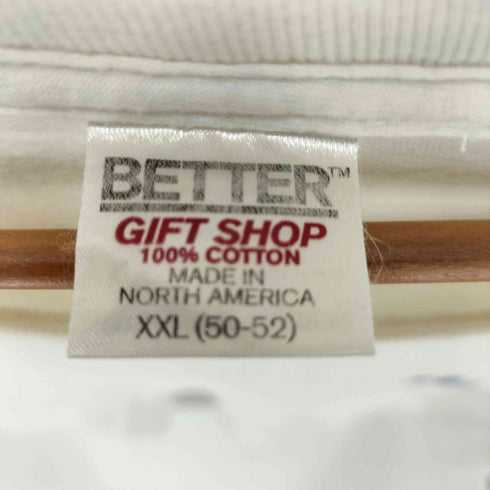 BETTER™
GIFT SHOP
100% COTTON
MADE IN
NORTH AMERICA
XXL (50-52)